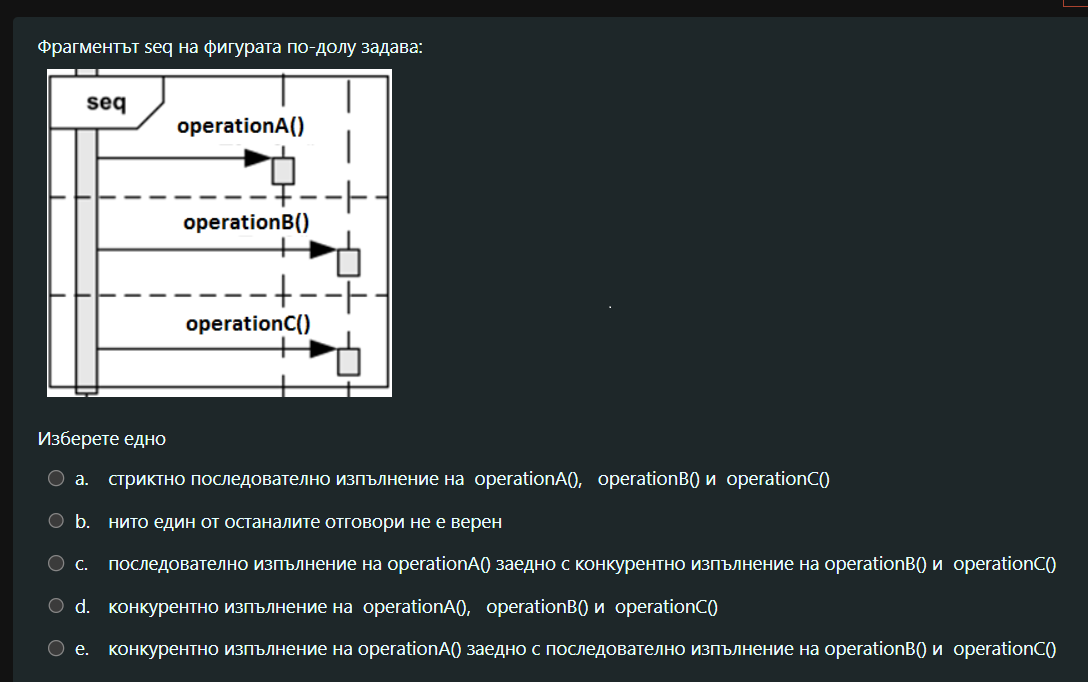 Фрагментът seq на фигурата по-долу задава:
seq
operationA()
operationB()
operationC()
Изберете едно
a. стриктно последователно изпълнение на operationA(), operationB() и operationC()
b. нито един от останалите отговори не е верен
c. последователно изпълнение на operationA() заедно с конкурентно изпълнение на operationB() и operationC()
d. конкурентно изпълнение на operationA(), operationB() и operationC()
e. конкурентно изпълнение на operationA() заедно с последователно изпълнение на operationB() и operationC()